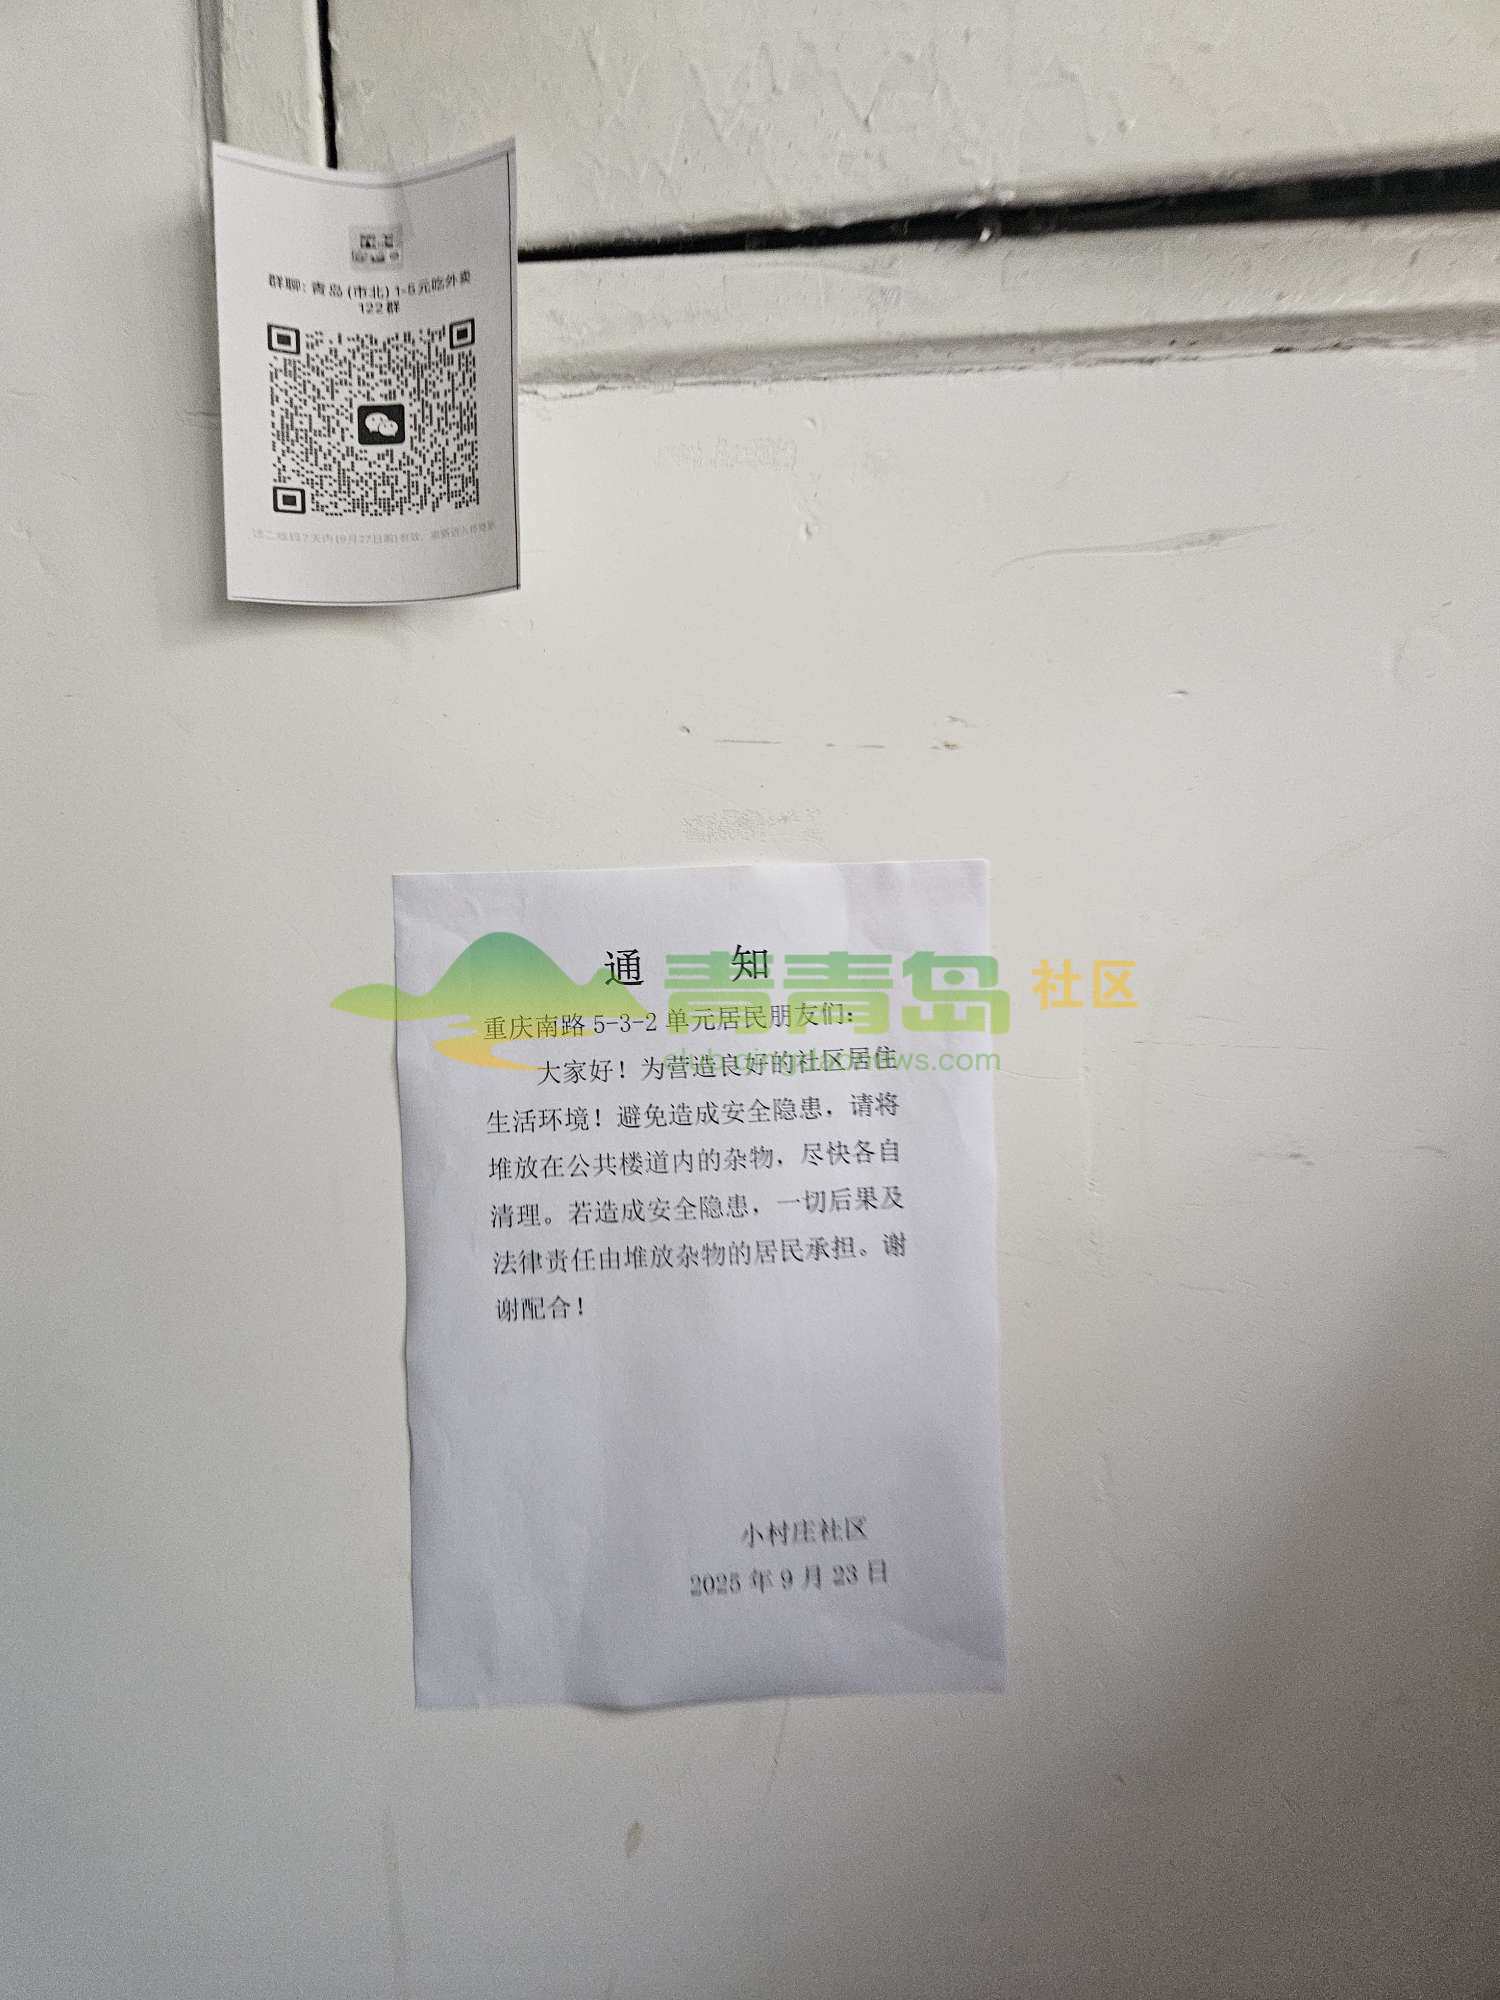 群聊：青岛(市北)1-5元吃外卖
122群
通 知
重庆南路 5-3-2 单元居民朋友们：
大家好！为营造良好的社区居住
生活环境！避免造成安全隐患，请将
堆放在公共楼道内的杂物，尽快各自
清理。若造成安全隐患，一切后果及
法律责任由堆放杂物的居民承担。谢
谢配合！
小村庄社区
2025 年 9 月 23 日
青青岛 社区
club.qingdaonews.com